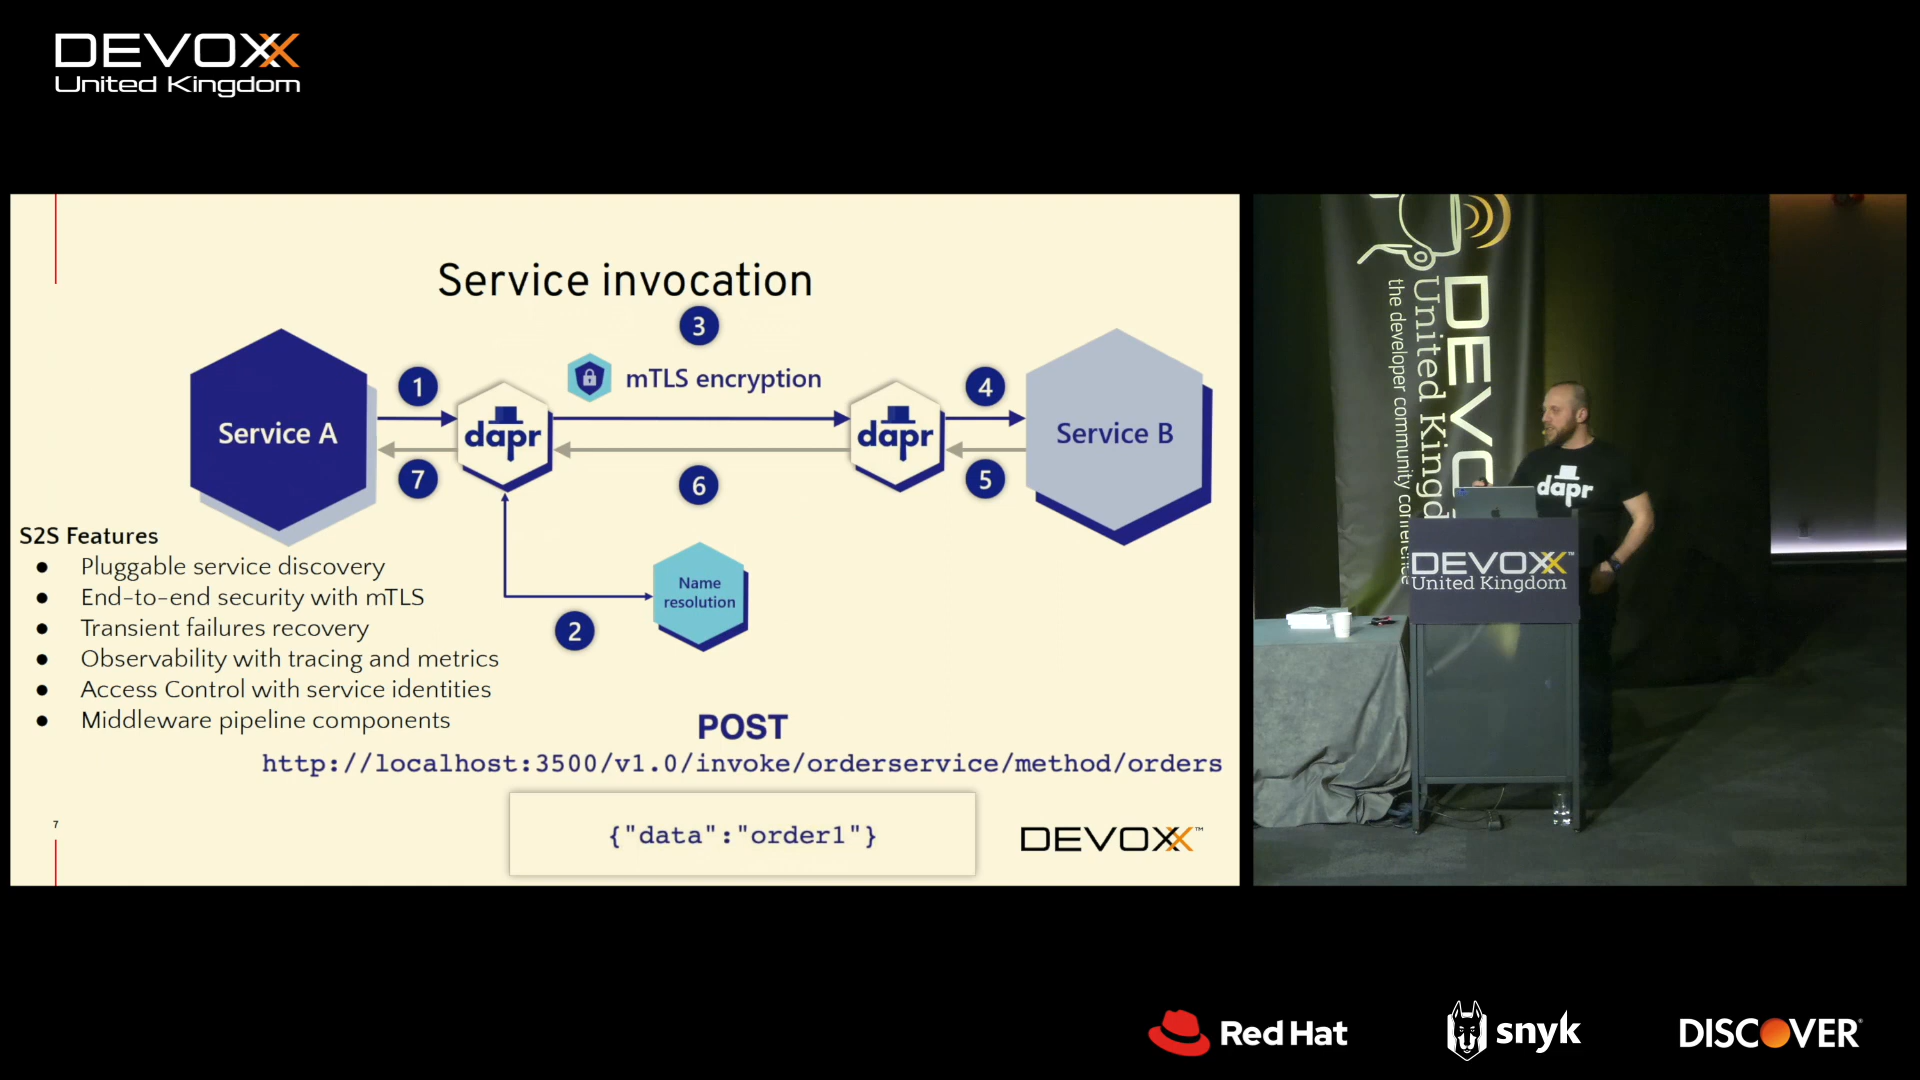 DEVOXX
United Kingdom
Service invocation
3
1
mTLS encryption
4
Service A
dapr
dapr
Service B
7
6
5
S2S Features
● Pluggable service discovery
● End-to-end security with mTLS
● Transient failures recovery
● Observability with tracing and metrics
● Access Control with service identities
● Middleware pipeline components
Name
resolution
2
POST
http://localhost:3500/v1.0/invoke/orderservice/method/orders
{"data":"order1"}
7
DEVOXX™
United Kingd
the developer community conference
dapr
DEVOXX™
United Kingdom
Red Hat
snyk
DISCOVER